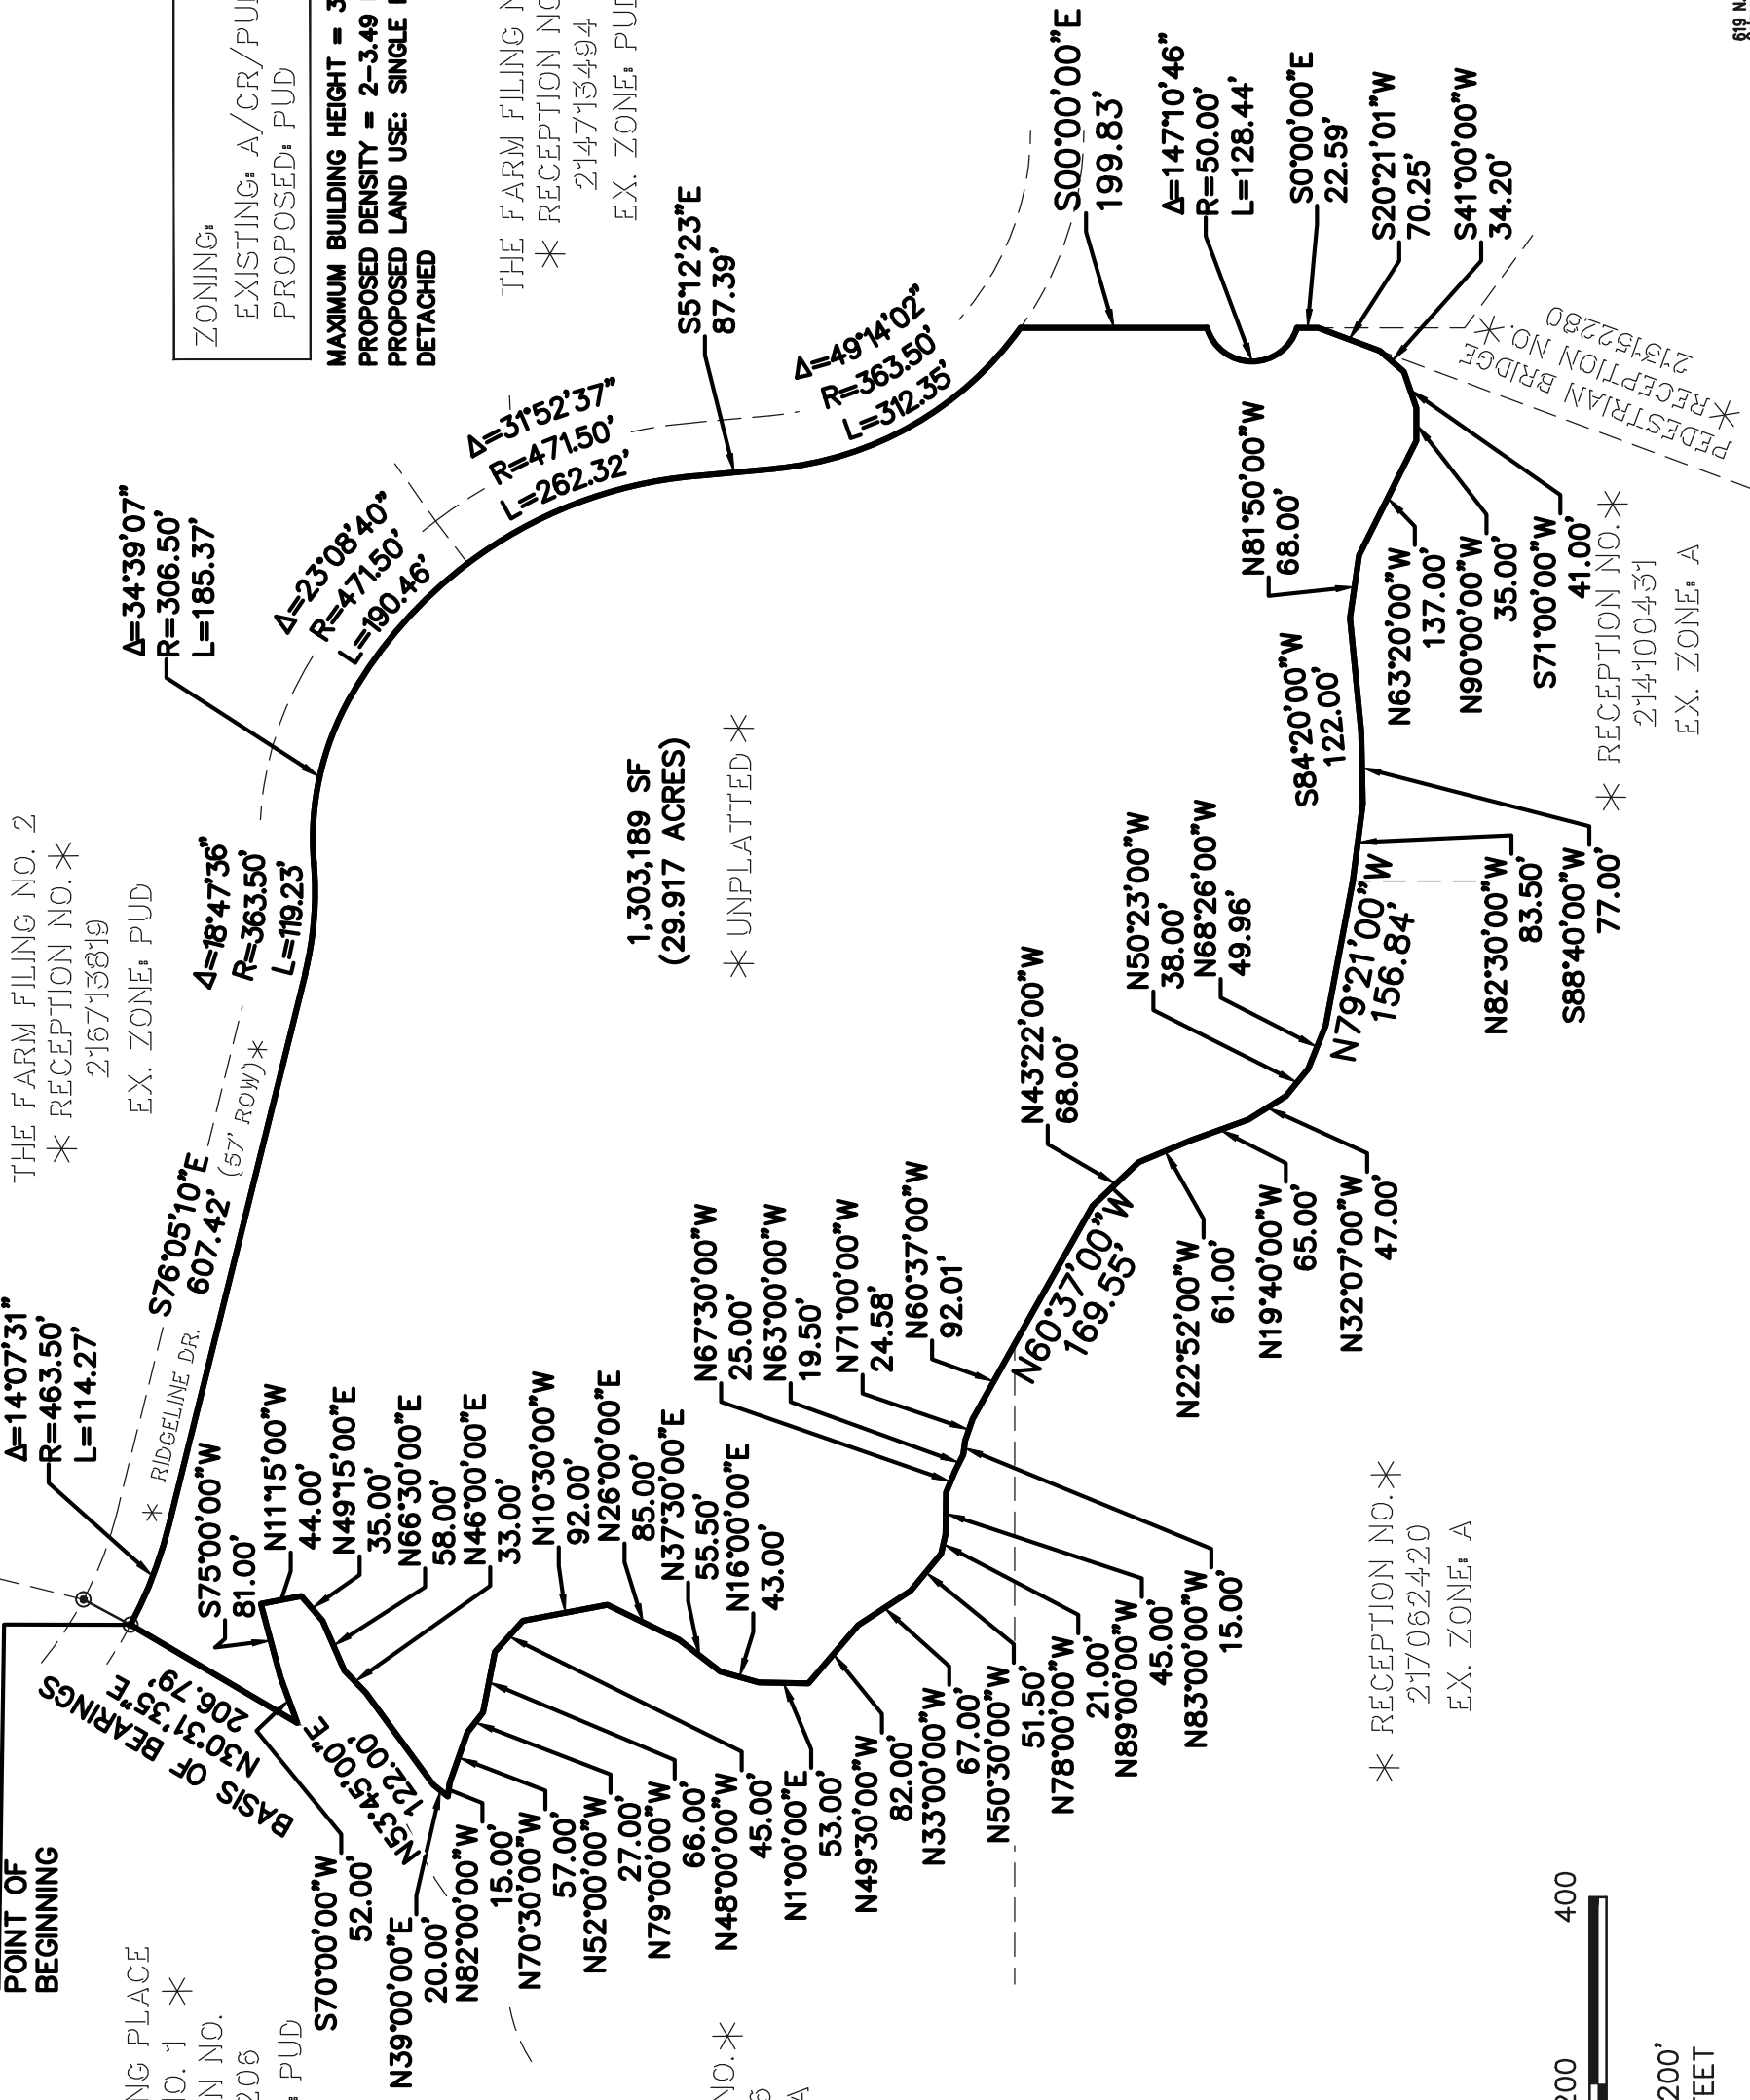 POINT OF
BEGINNING
Δ=14°07'31"
R=463.50'
L=114.27'
THE FARM FILING NO. 2
* RECEPTION NO. *
216713819
EX. ZONE: PUD
S76°05'10"E
607.42'
(57' ROW)*
* RIDGELINE DR.
Δ=18°47'36"
R=363.50'
L=119.23'
Δ=34°39'07"
R=306.50'
L=185.37'
Δ=23°08'40"
R=471.50'
L=190.46'
Δ=31°52'37"
R=471.50'
L=262.32'
S5°12'23"E
87.39'
Δ=49°14'02"
R=363.50'
L=312.35'
ZONING:
EXISTING: A/CR/PUD
PROPOSED: PUD
MAXIMUM BUILDING HEIGHT = 3
PROPOSED DENSITY = 2-3.49
PROPOSED LAND USE: SINGLE
DETACHED
THE FARM FILING
* RECEPTION NO
214713494
EX. ZONE: PUD
S00°00'00"E
199.83'
Δ=147°10'46"
R=50.00'
L=128.44'
S0°00'00"E
22.59'
S20°21'01"W
70.25'
S41°00'00"W
34.20'
PEDESTRIAN BRIDGE
*RECEPTION NO.*
213152280
S71°00'00"W
41.00'
N90°00'00"W
35.00'
N63°20'00"W
137.00'
N81°50'00"W
68.00'
S84°20'00"W
122.00'
* RECEPTION NO.*
214100431
EX. ZONE: A
S88°40'00"W
77.00'
N82°30'00"W
83.50'
N79°21'00"W
156.84'
N68°26'00"W
49.96'
N50°23'00"W
38.00'
N32°07'00"W
47.00'
N19°40'00"W
65.00'
N22°52'00"W
61.00'
N43°22'00"W
68.00'
N60°37'00"W
169.55'
N60°37'00"W
92.01'
N71°00'00"W
24.58'
N63°00'00"W
19.50'
N67°30'00"W
25.00'
N83°00'00"W
15.00'
N89°00'00"W
45.00'
N78°00'00"W
21.00'
N50°30'00"W
51.50'
N33°00'00"W
67.00'
N49°30'00"W
82.00'
N1°00'00"E
53.00'
N16°00'00"E
43.00'
N37°30'00"E
55.50'
N26°00'00"E
85.00'
N10°30'00"W
92.00'
N48°00'00"W
45.00'
N79°00'00"W
66.00'
N52°00'00"W
27.00'
N70°30'00"W
57.00'
N82°00'00"W
15.00'
N39°00'00"E
20.00'
N53°45'00"E
122.00'
N46°00'00"E
33.00'
N66°30'00"E
58.00'
N49°15'00"E
35.00'
N11°15'00"W
44.00'
S75°00'00"W
81.00'
S70°00'00"W
52.00'
BASIS OF BEARINGS
N30°31'35"E
206.79'
1,303,189 SF
(29.917 ACRES)
* UNPLATTED *
* RECEPTION NO.*
217062420
EX. ZONE: A
NG PLACE
NO. 1 *
N NO.
206
: PUD
NO.*
6
A
200
400
200'
FEET
619 N.